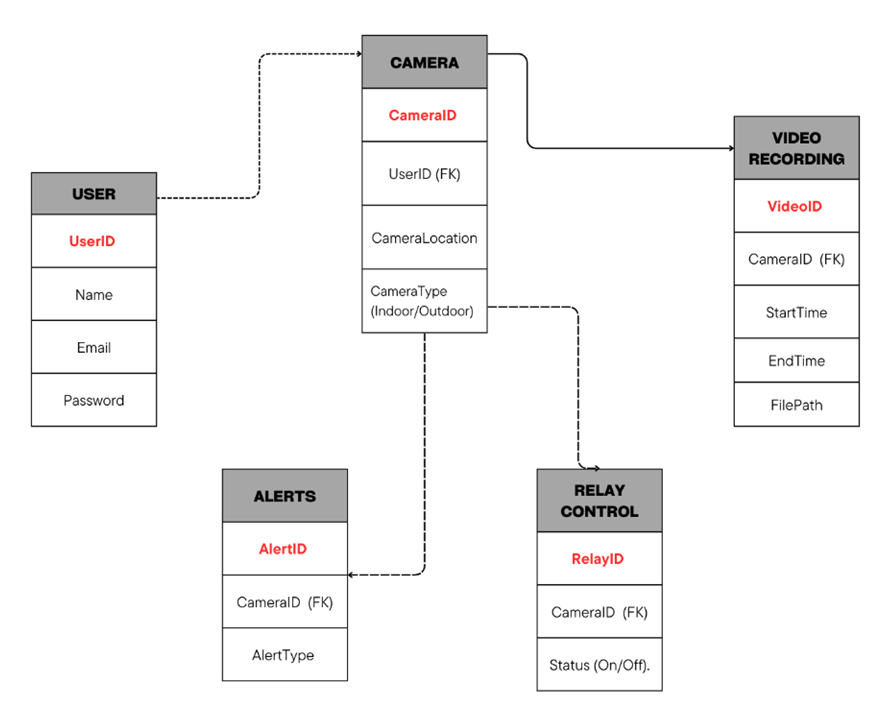 CAMERA
CameraID
UserID (FK)
CameraLocation
CameraType
(Indoor/Outdoor)
VIDEO
RECORDING
VideoID
CameraID (FK)
StartTime
EndTime
FilePath
USER
UserID
Name
Email
Password
ALERTS
AlertID
CameraID (FK)
AlertType
RELAY
CONTROL
RelayID
CameraID (FK)
Status (On/Off).